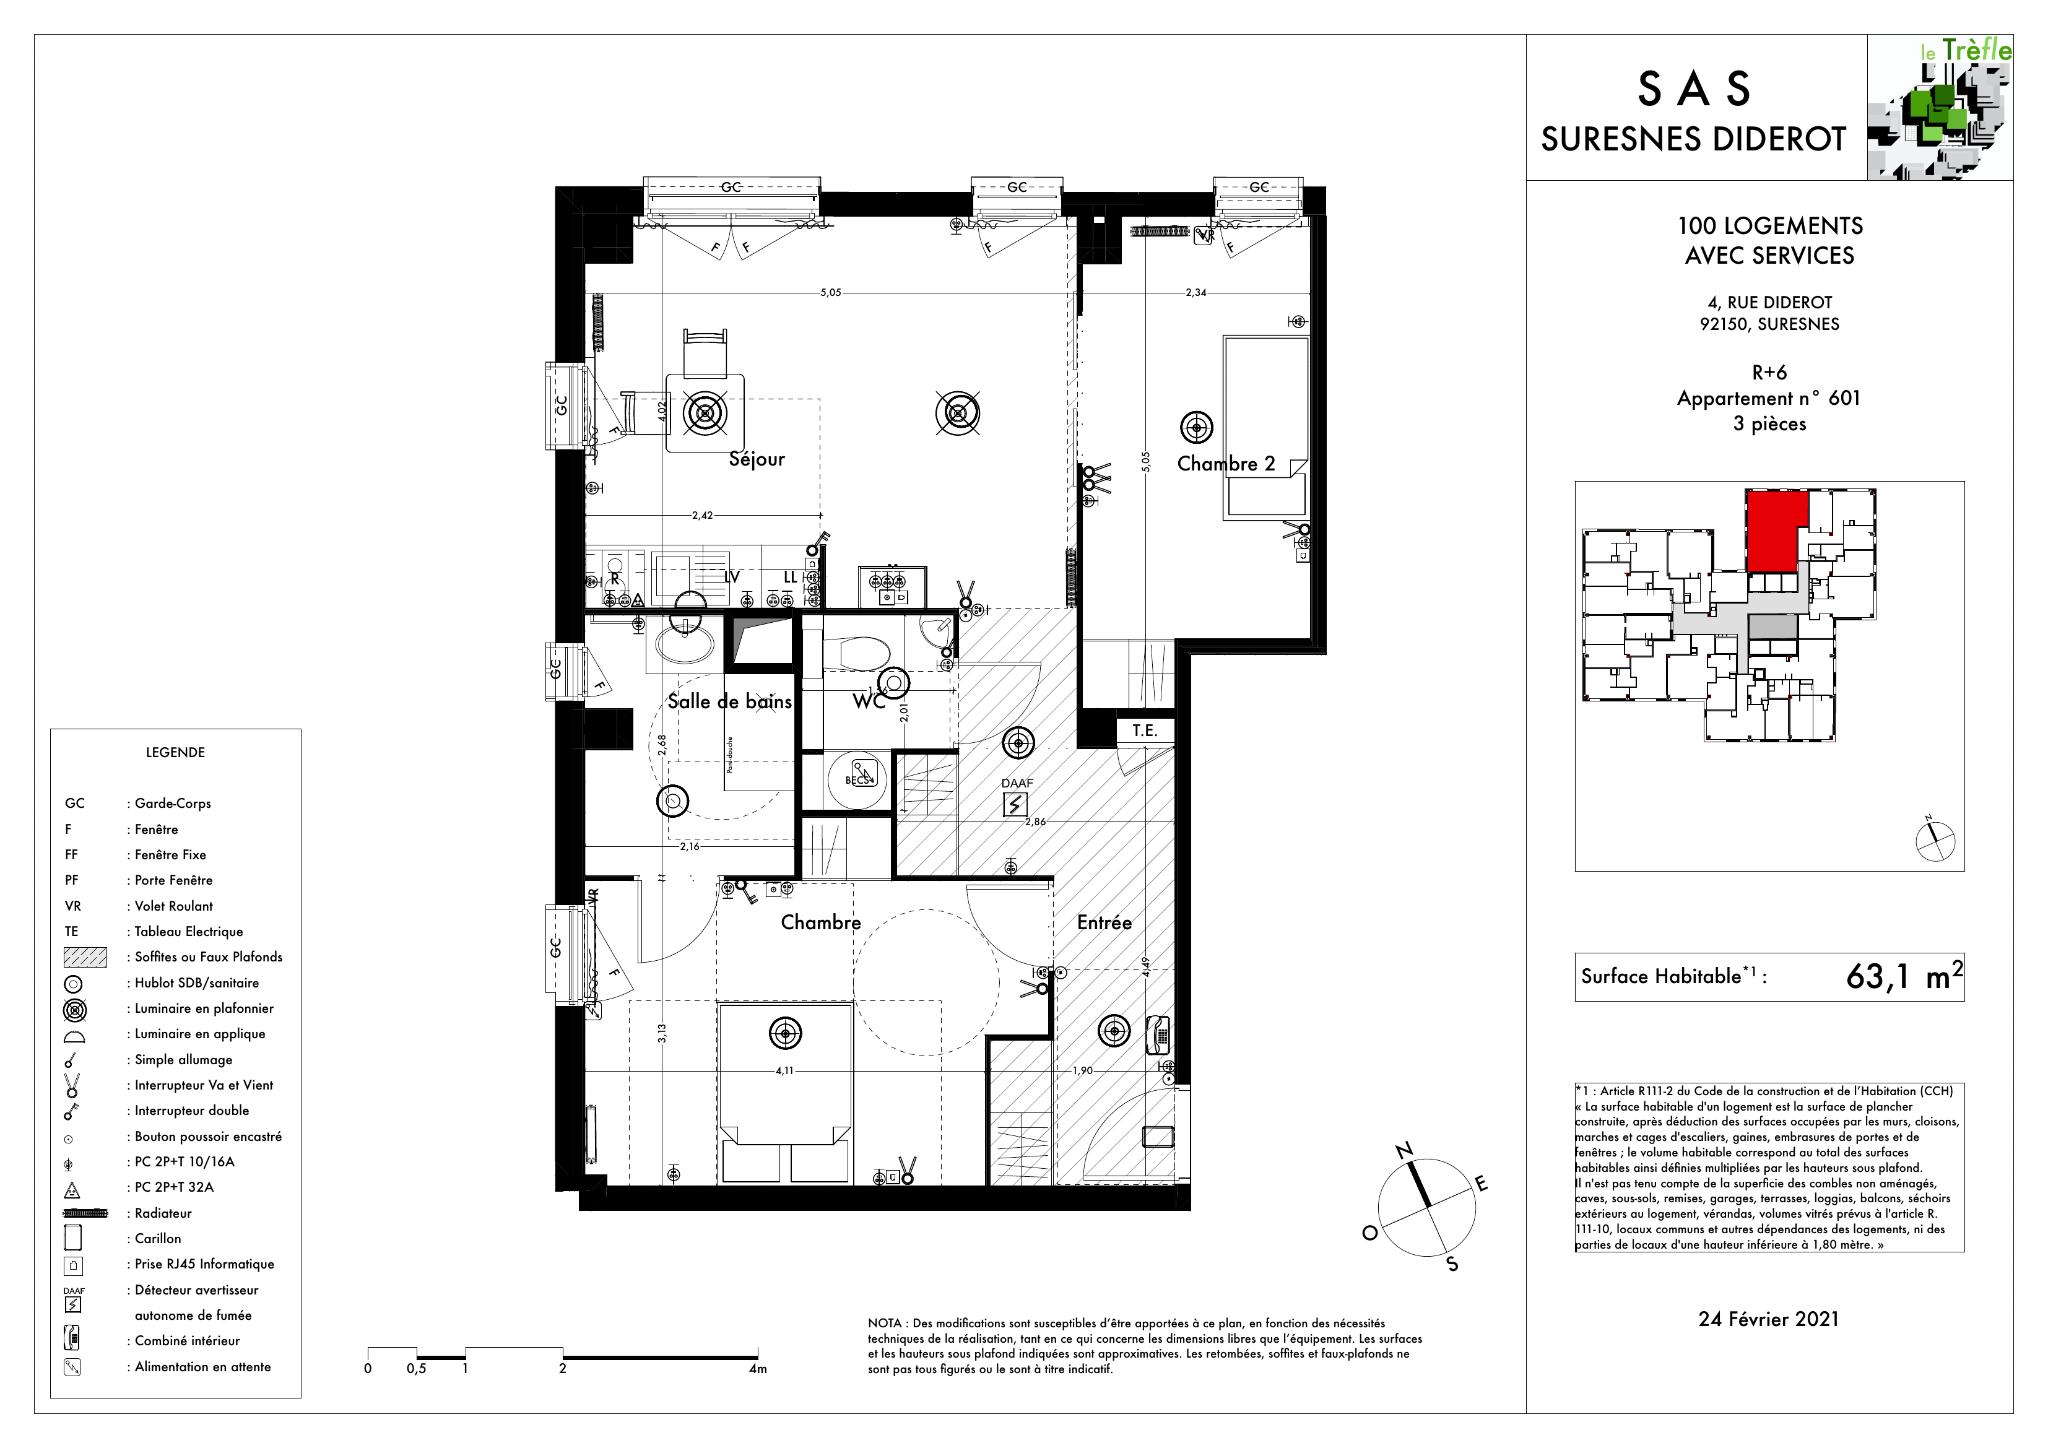 le Trèfle
S A S
SURESNES DIDEROT
100 LOGEMENTS
AVEC SERVICES
4, RUE DIDEROT
92150, SURESNES
R+6
Appartement n° 601
3 pièces
N
Surface Habitable*1 : 63,1 m²
*1 : Article R111-2 du Code de la construction et de l'Habitation (CCH)
« La surface habitable d'un logement est la surface de plancher
construite, après déduction des surfaces occupées par les murs, cloisons,
marches et cages d'escaliers, gaines, embrasures de portes et de
fenêtres ; le volume habitable correspond au total des surfaces
habitables ainsi définies multipliées par les hauteurs sous plafond.
Il n'est pas tenu compte de la superficie des combles non aménagés,
caves, sous-sols, remises, garages, terrasses, loggias, balcons, séchoirs
extérieurs au logement, vérandas, volumes vitrés prévus à l'article R.
111-10, locaux communs et autres dépendances des logements, ni des
parties de locaux d'une hauteur inférieure à 1,80 mètre. »
24 Février 2021
GC
GC
GC
F
F
F
VR
F
5,05
2,34
GC
F
4,02
Séjour
5,05
Chambre 2
2,42
R
LV
LL
GC
F
Salle de bains
WC
2,01
T.E.
2,68
Pare-douche
BECS
DAAF
2,86
2,16
VR
GC
F
Chambre
Entrée
4,49
3,13
4,11
1,90
LEGENDE
GC : Garde-Corps
F : Fenêtre
FF : Fenêtre Fixe
PF : Porte Fenêtre
VR : Volet Roulant
TE : Tableau Electrique
: Soffites ou Faux Plafonds
: Hublot SDB/sanitaire
: Luminaire en plafonnier
: Luminaire en applique
: Simple allumage
: Interrupteur Va et Vient
: Interrupteur double
: Bouton poussoir encastré
: PC 2P+T 10/16A
: PC 2P+T 32A
: Radiateur
: Carillon
: Prise RJ45 Informatique
DAAF : Détecteur avertisseur
autonome de fumée
: Combiné intérieur
: Alimentation en attente
0 0,5 1 2 4m
NOTA : Des modifications sont susceptibles d'être apportées à ce plan, en fonction des nécessités
techniques de la réalisation, tant en ce qui concerne les dimensions libres que l'équipement. Les surfaces
et les hauteurs sous plafond indiquées sont approximatives. Les retombées, soffites et faux-plafonds ne
sont pas tous figurés ou le sont à titre indicatif.
N
E
O
S